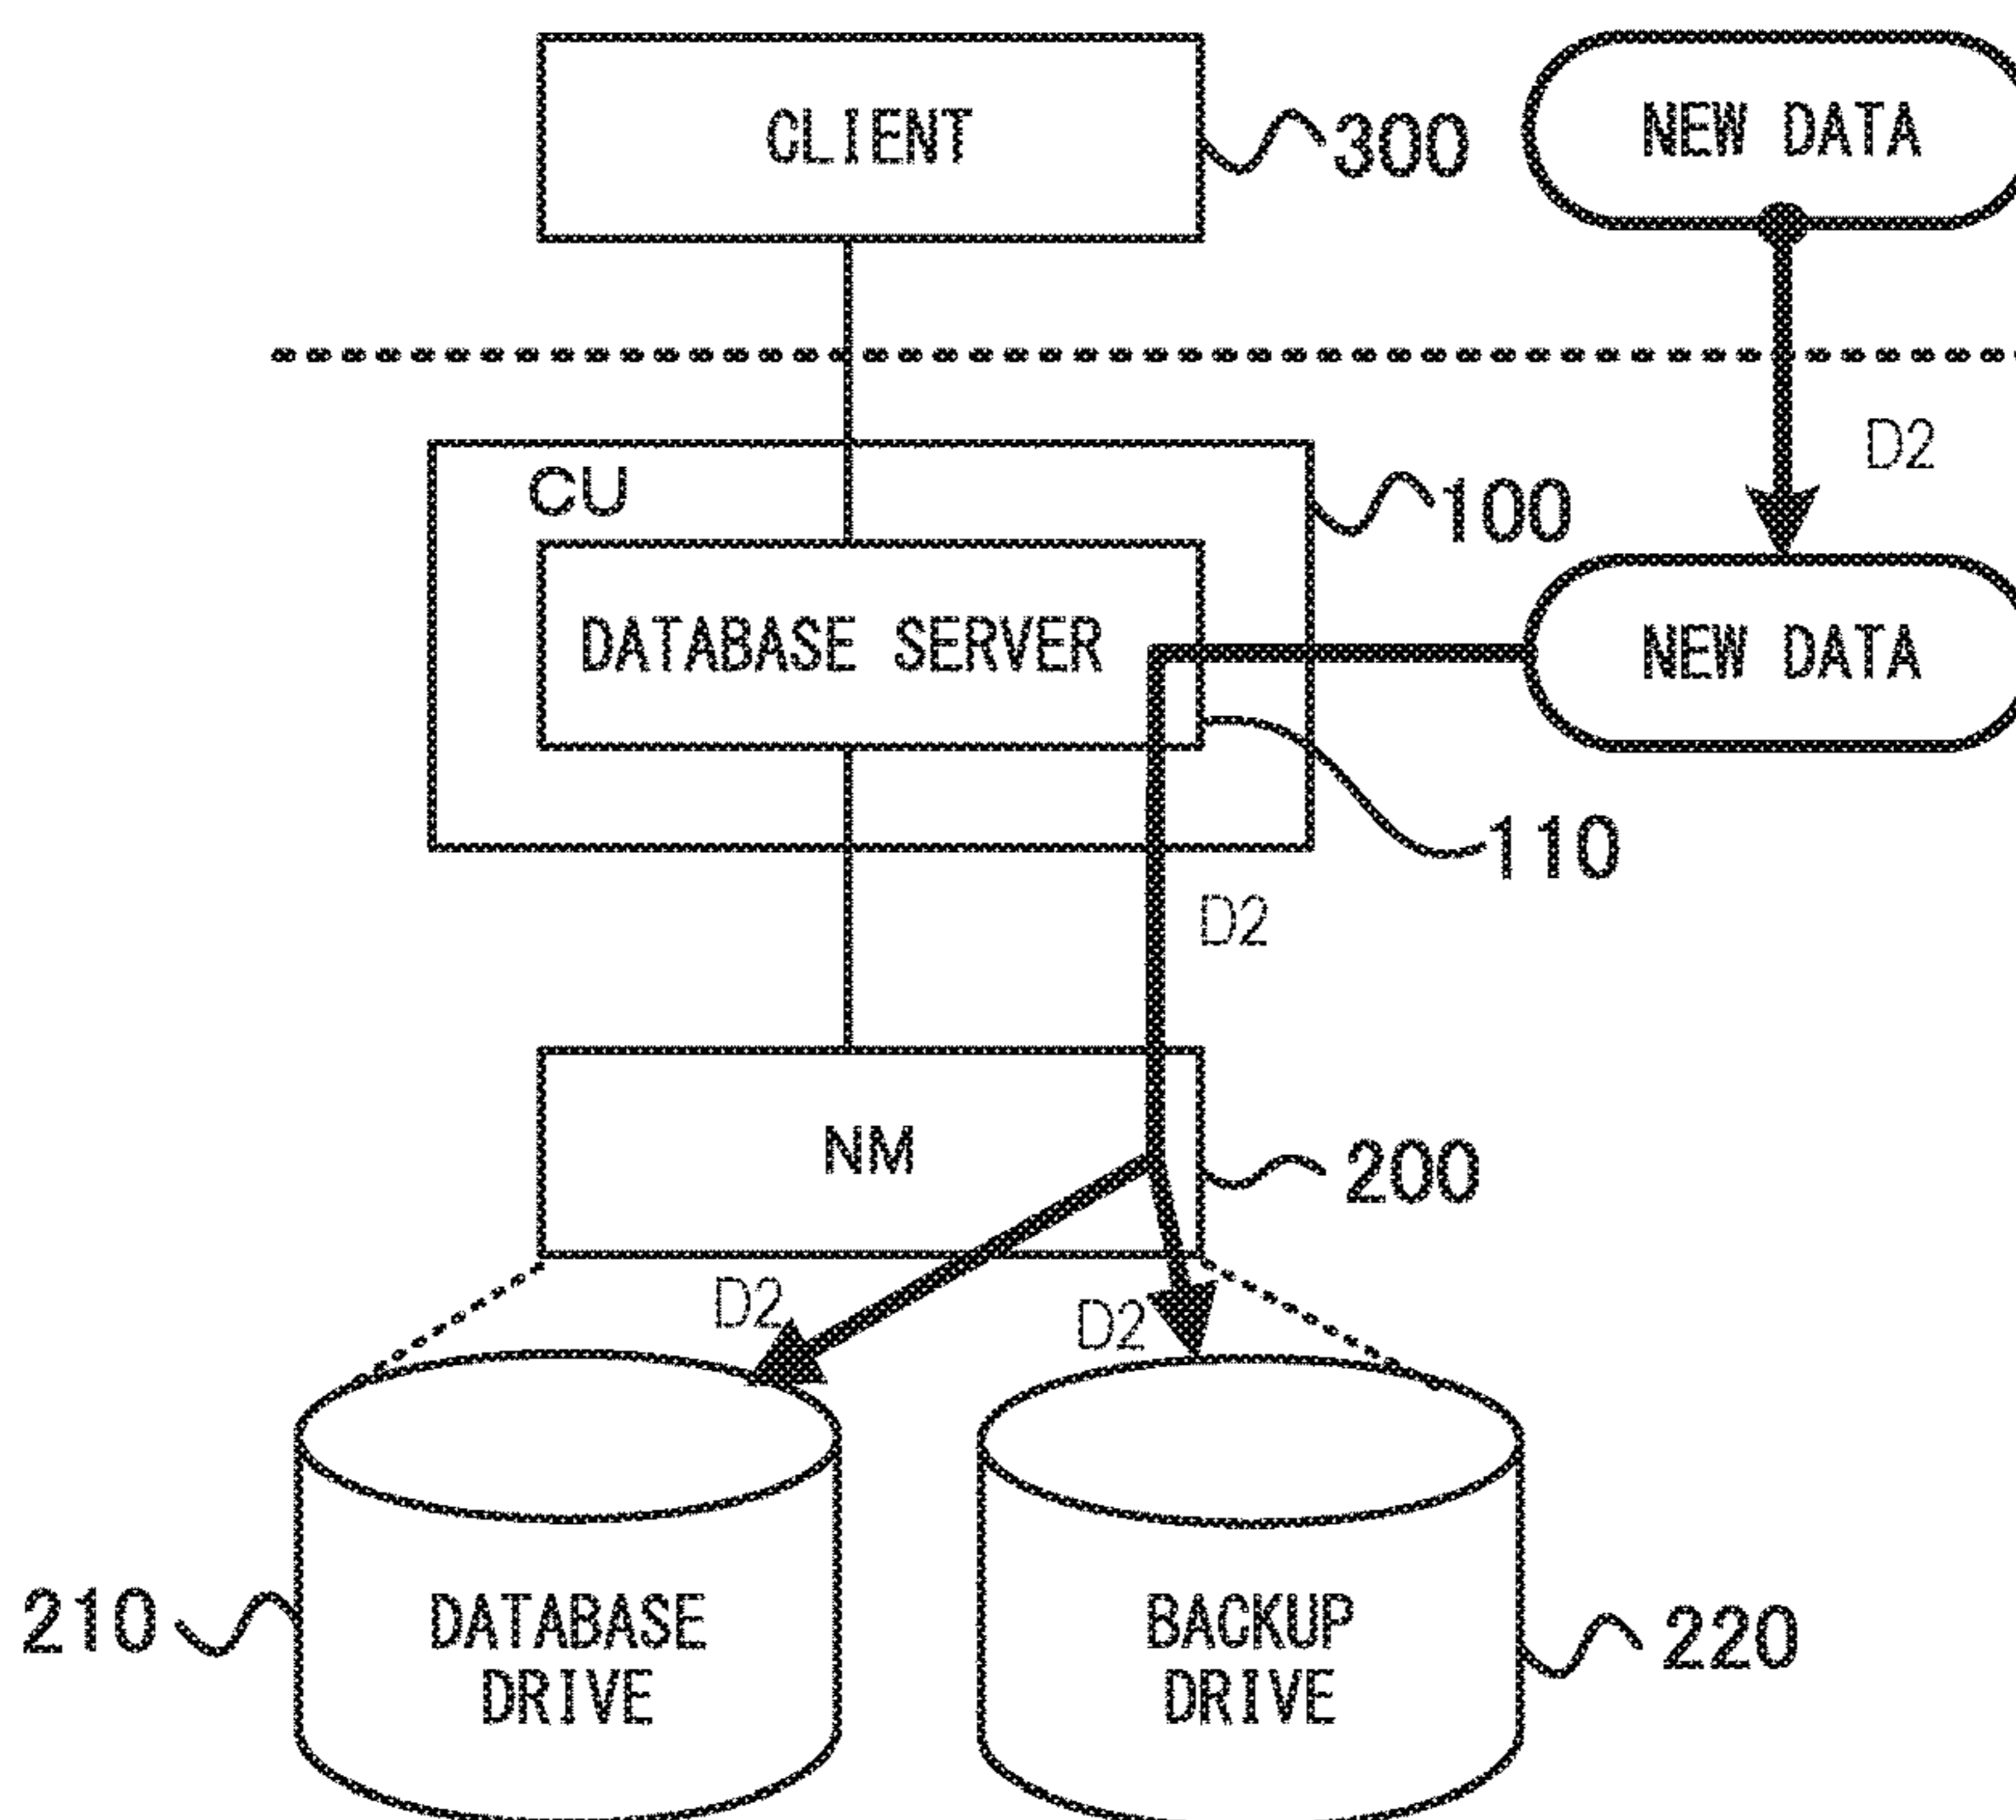 CLIENT
300
NEW DATA
D2
CU
100
DATABASE SERVER
NEW DATA
110
D2
NM
200
D2
D2
210
DATABASE
DRIVE
BACKUP
DRIVE
220